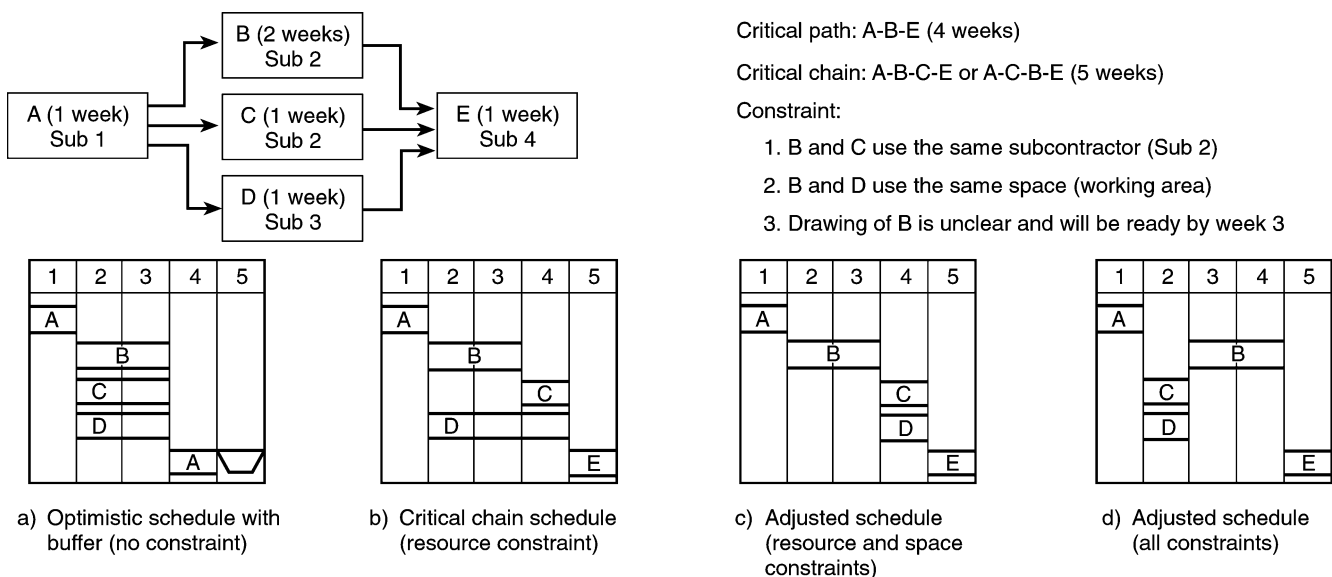 B (2 weeks)
Sub 2
A (1 week)
Sub 1
C (1 week)
Sub 2
E (1 week)
Sub 4
D (1 week)
Sub 3
Critical path: A-B-E (4 weeks)
Critical chain: A-B-C-E or A-C-B-E (5 weeks)
Constraint:
1. B and C use the same subcontractor (Sub 2)
2. B and D use the same space (working area)
3. Drawing of B is unclear and will be ready by week 3
1 2 3 4 5
A
B
C
D
A
a) Optimistic schedule with
buffer (no constraint)
1 2 3 4 5
A
B
C
D
E
b) Critical chain schedule
(resource constraint)
1 2 3 4 5
A
B
C
D
E
c) Adjusted schedule
(resource and space
constraints)
1 2 3 4 5
A
B
C
D
E
d) Adjusted schedule
(all constraints)